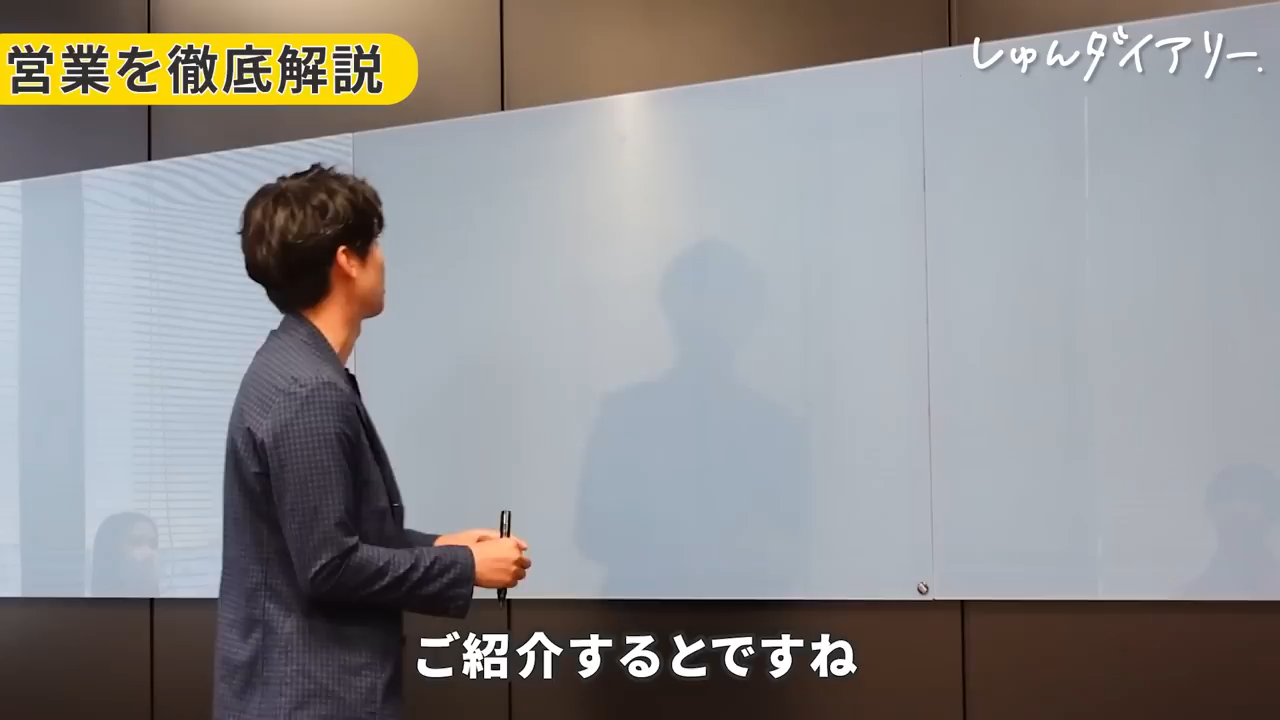 営業を徹底解説
しゅんダイアリー.
ご紹介するとですね